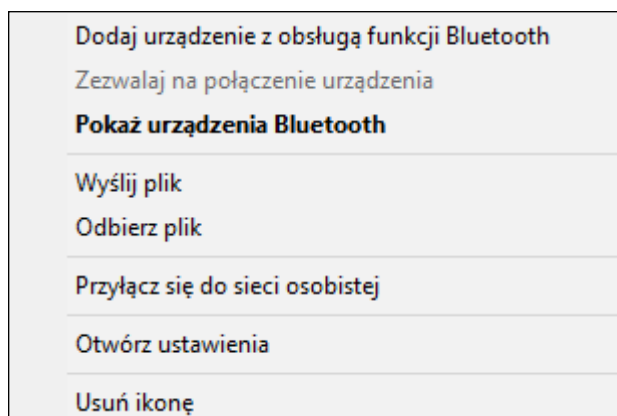 Dodaj urządzenie z obsługą funkcji Bluetooth
Zezwalaj na połączenie urządzenia
Pokaż urządzenia Bluetooth
Wyślij plik
Odbierz plik
Przyłącz się do sieci osobistej
Otwórz ustawienia
Usuń ikonę